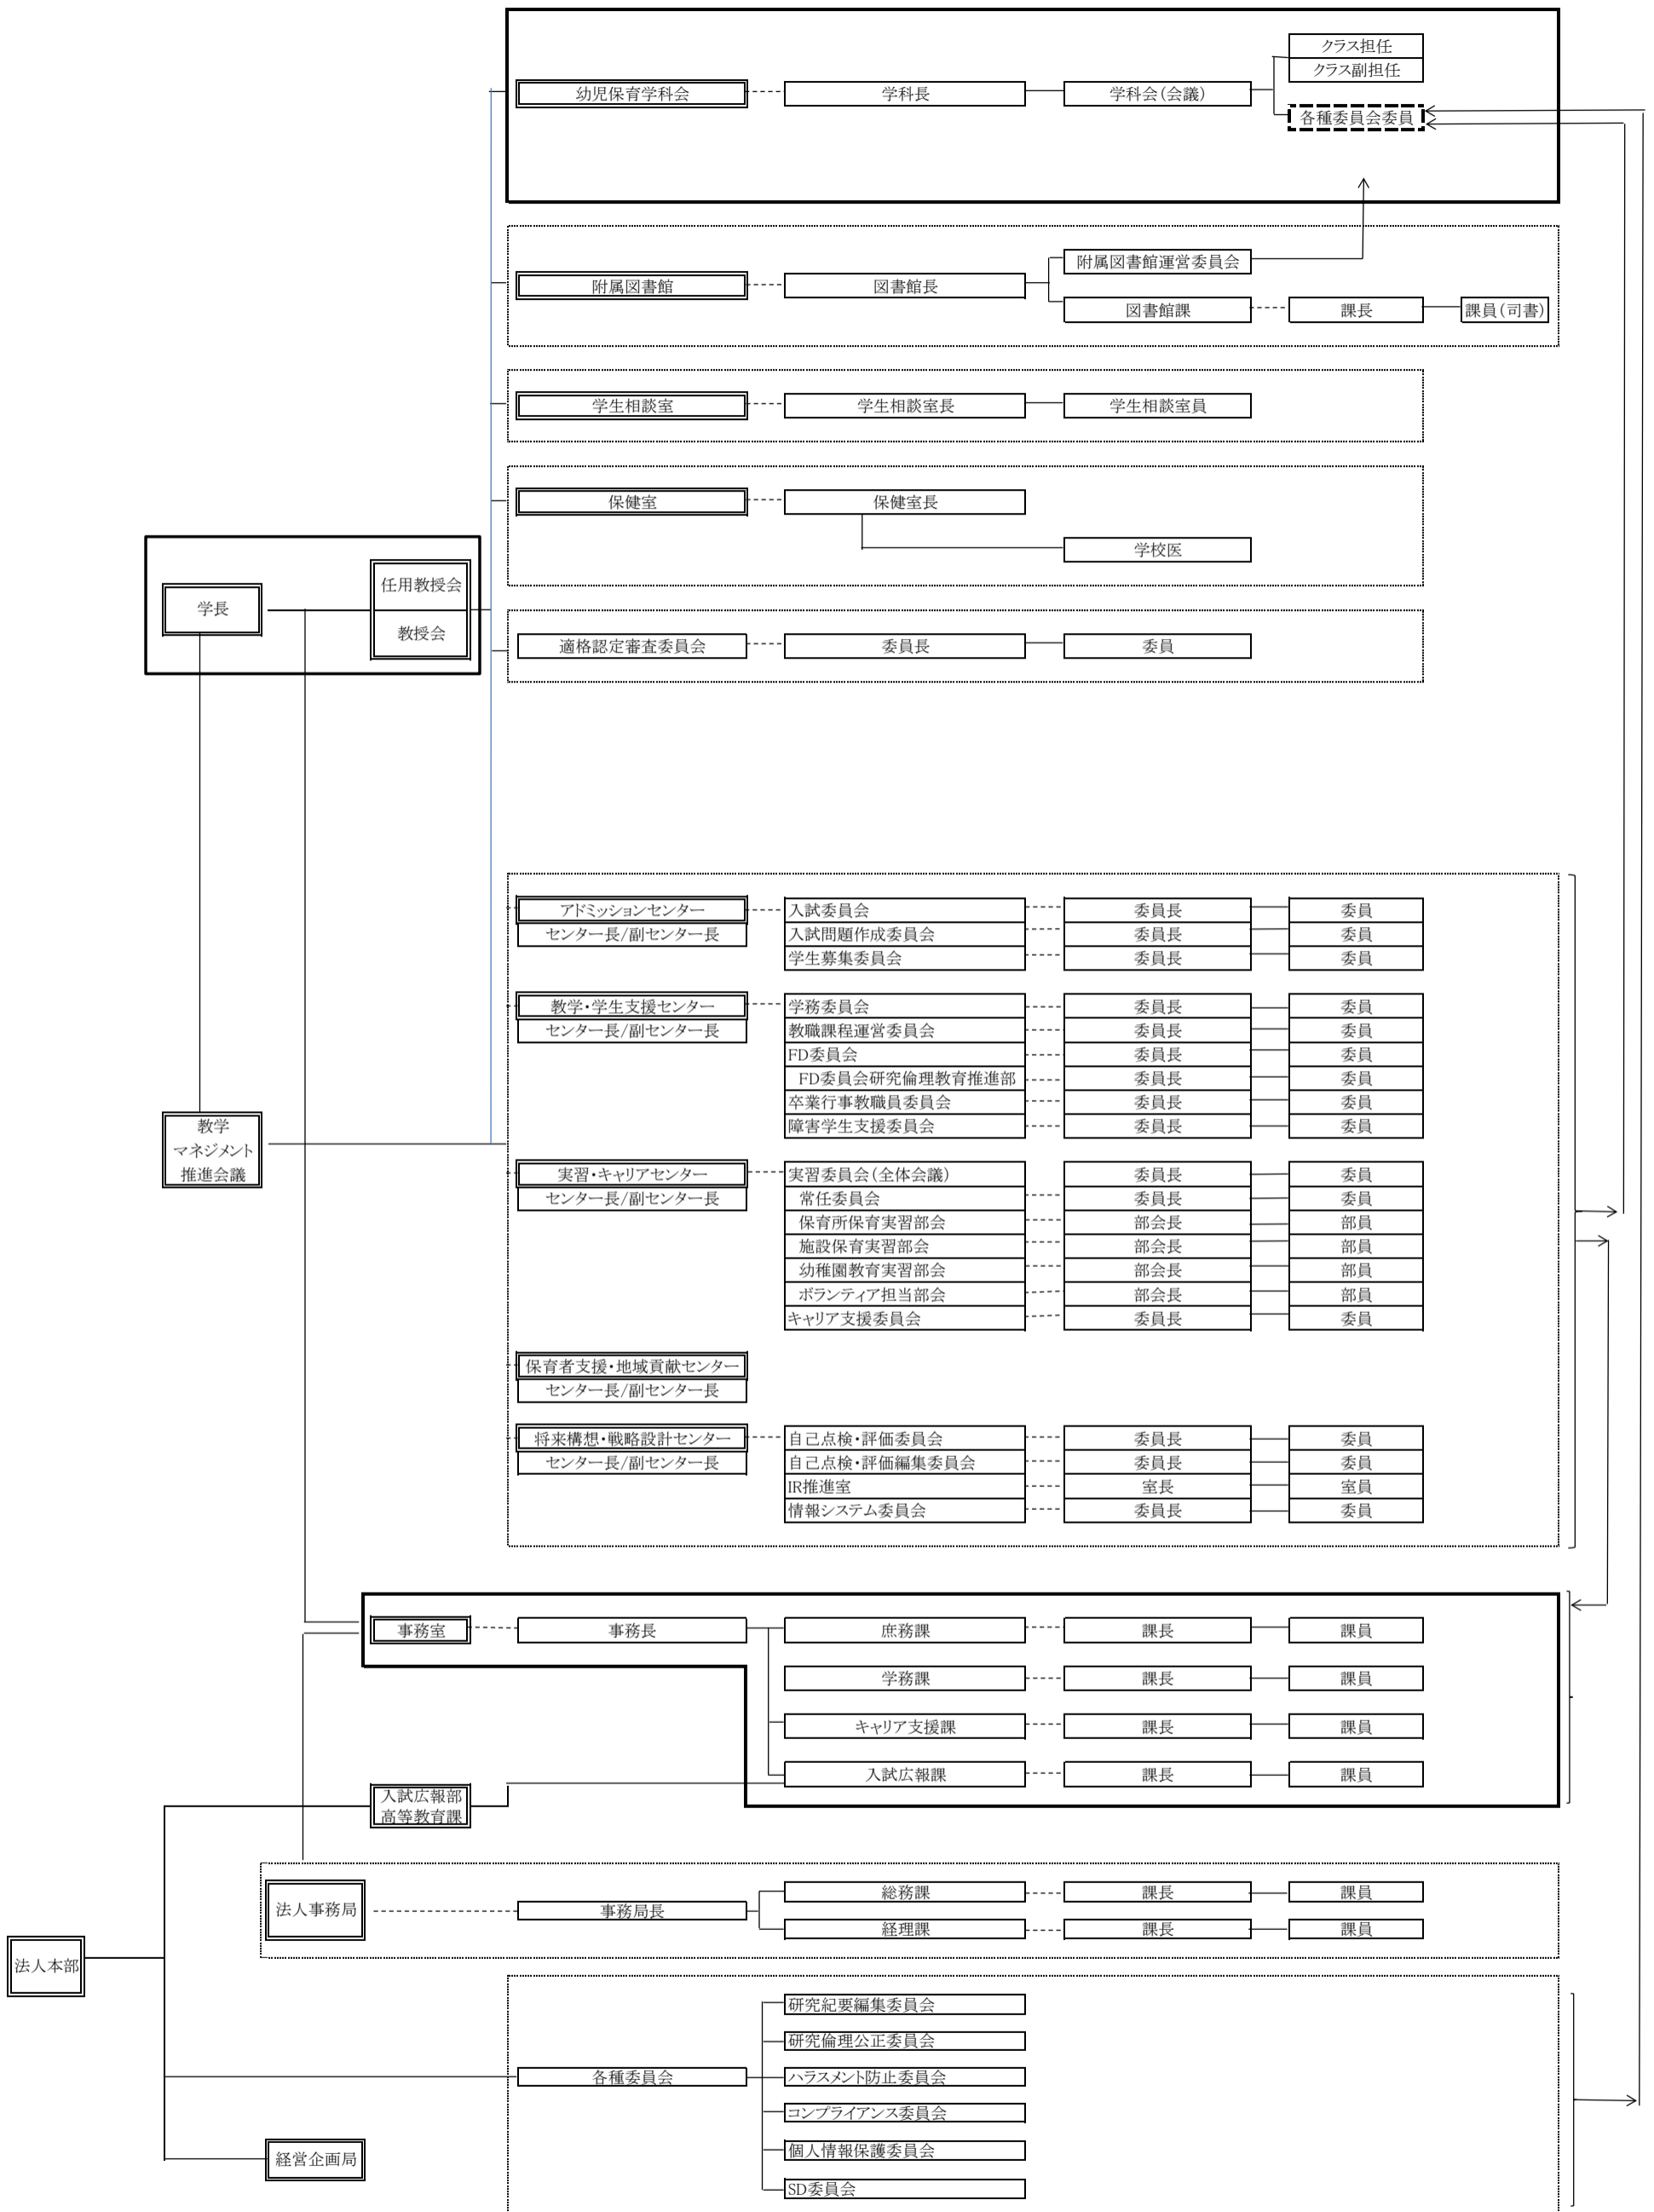 クラス担任
クラス副担任
幼児保育学科会
学科長
学科会(会議)
各種委員会委員
附属図書館運営委員会
附属図書館
図書館長
図書館課
課長
課員(司書)
学生相談室
学生相談室長
学生相談室員
保健室
保健室長
学校医
任用教授会
学長
教授会
適格認定審査委員会
委員長
委員
アドミッションセンター
入試委員会
委員長
委員
センター長/副センター長
入試問題作成委員会
委員長
委員
学生募集委員会
委員長
委員
教学・学生支援センター
学務委員会
委員長
委員
センター長/副センター長
教職課程運営委員会
委員長
委員
FD委員会
委員長
委員
FD委員会研究倫理教育推進部
委員長
委員
卒業行事教職員委員会
委員長
委員
障害学生支援委員会
委員長
委員
教学
マネジメント
推進会議
実習・キャリアセンター
実習委員会(全体会議)
委員長
委員
センター長/副センター長
常任委員会
委員長
委員
保育所保育実習部会
部会長
部員
施設保育実習部会
部会長
部員
幼稚園教育実習部会
部会長
部員
ボランティア担当部会
部会長
部員
キャリア支援委員会
委員長
委員
保育者支援・地域貢献センター
センター長/副センター長
将来構想・戦略設計センター
自己点検・評価委員会
委員長
委員
センター長/副センター長
自己点検・評価編集委員会
委員長
委員
IR推進室
室長
室員
情報システム委員会
委員長
委員
事務室
事務長
庶務課
課長
課員
学務課
課長
課員
キャリア支援課
課長
課員
入試広報課
課長
課員
入試広報部
高等教育課
法人事務局
事務局長
総務課
課長
課員
経理課
課長
課員
法人本部
研究紀要編集委員会
研究倫理公正委員会
各種委員会
ハラスメント防止委員会
コンプライアンス委員会
個人情報保護委員会
経営企画局
SD委員会